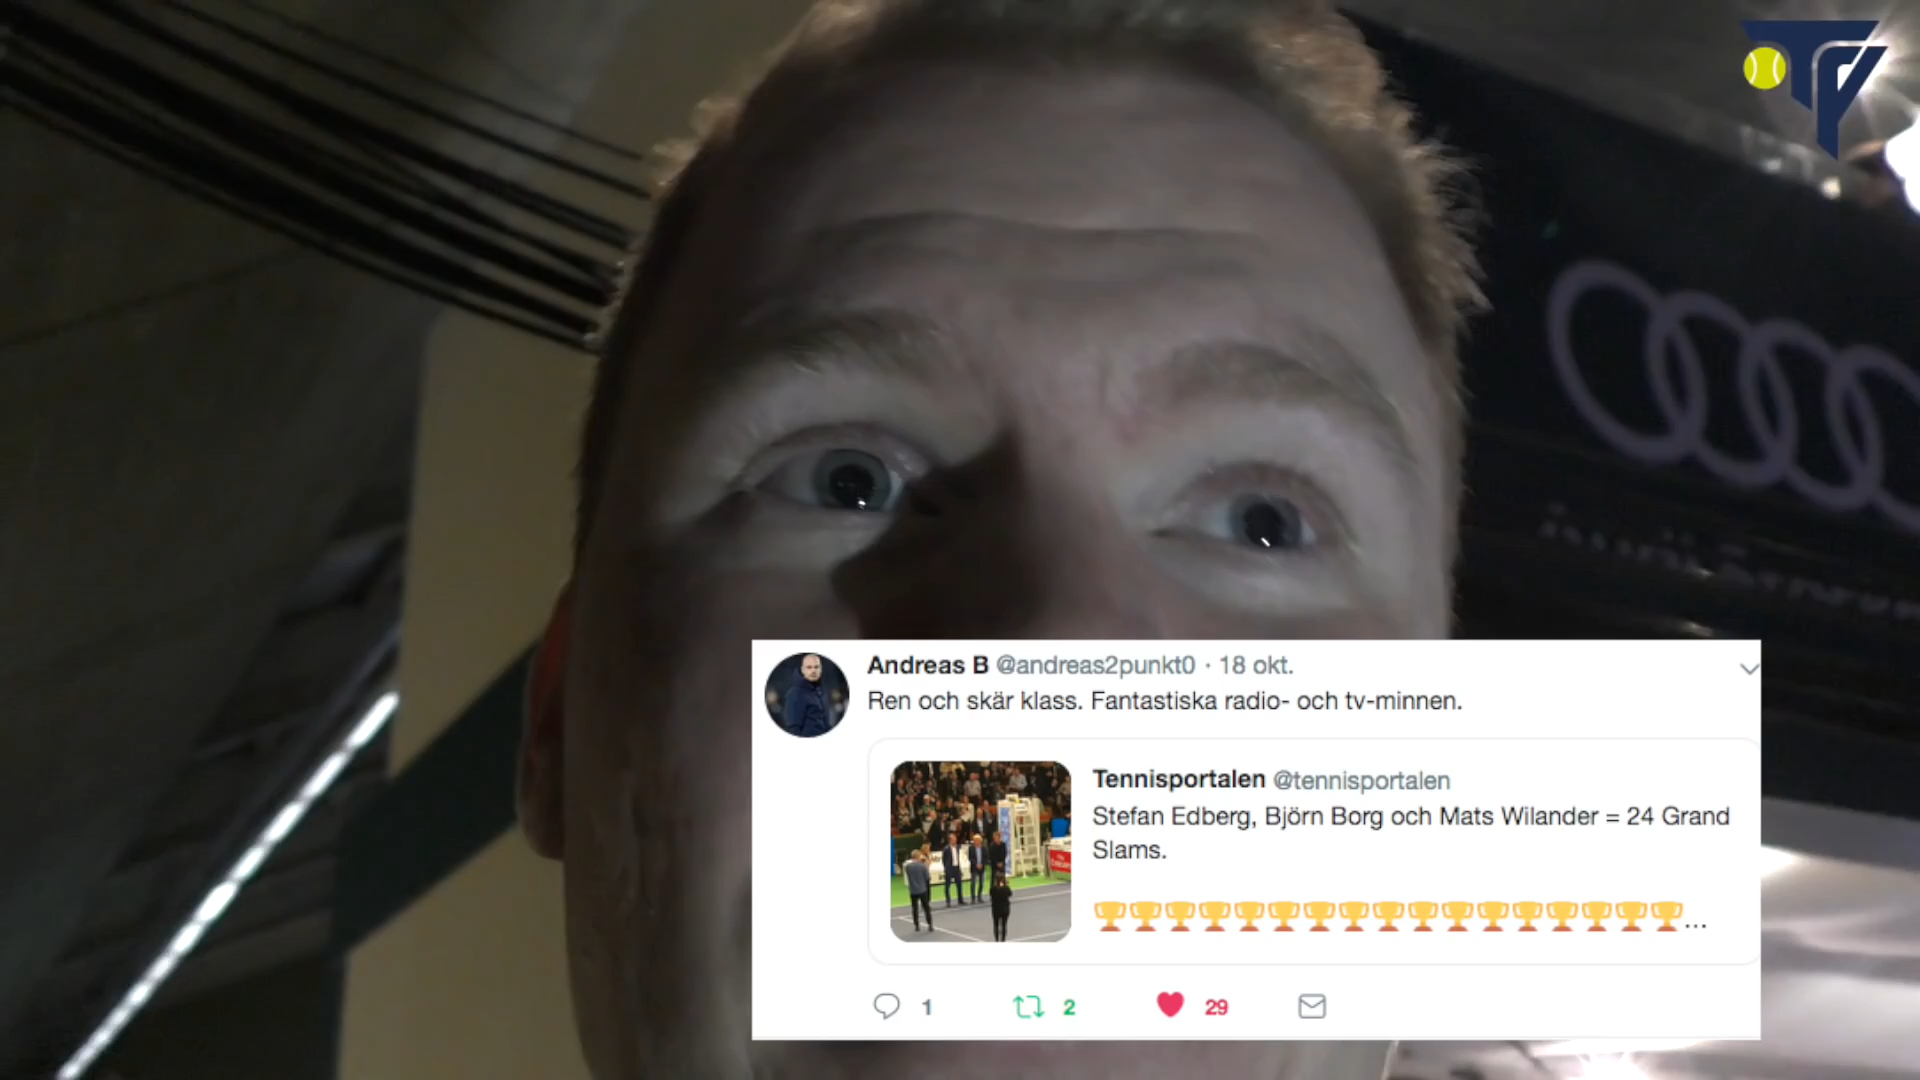 Andreas B @andreas2punkt0 · 18 okt.
Ren och skär klass. Fantastiska radio- och tv-minnen.
Tennisportalen @tennisportalen
Stefan Edberg, Björn Borg och Mats Wilander = 24 Grand
Slams.
🏆🏆🏆🏆🏆🏆🏆🏆🏆🏆🏆🏆🏆🏆🏆🏆🏆...
1 2 29